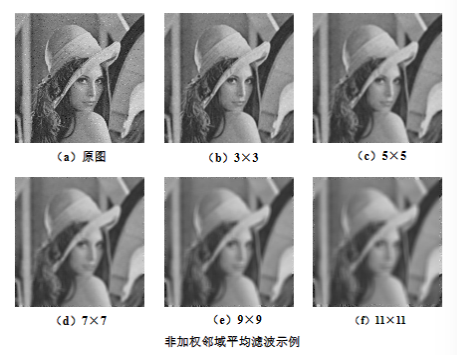 （a）原图
（b）3×3
（c）5×5
（d）7×7
（e）9×9
（f）11×11
非加权邻域平均滤波示例